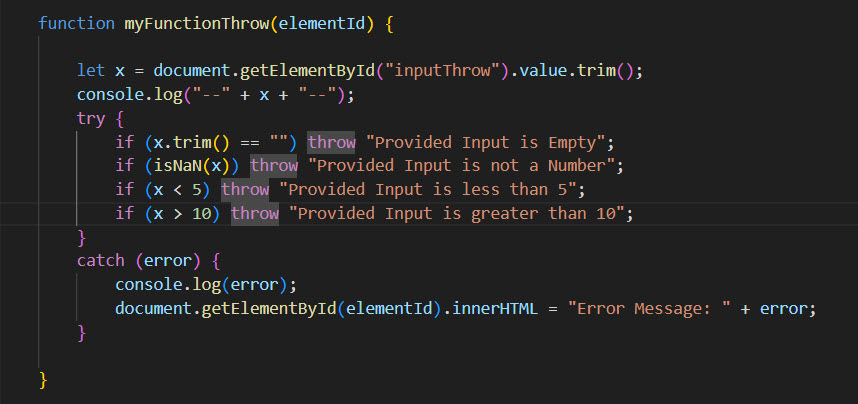 function myFunctionThrow(elementId) {
let x = document.getElementById("inputThrow").value.trim();
console.log("--" + x + "--");
try {
if (x.trim() == "") throw "Provided Input is Empty";
if (isNaN(x)) throw "Provided Input is not a Number";
if (x < 5) throw "Provided Input is less than 5";
if (x > 10) throw "Provided Input is greater than 10";
}
catch (error) {
console.log(error);
document.getElementById(elementId).innerHTML = "Error Message: " + error;
}
}